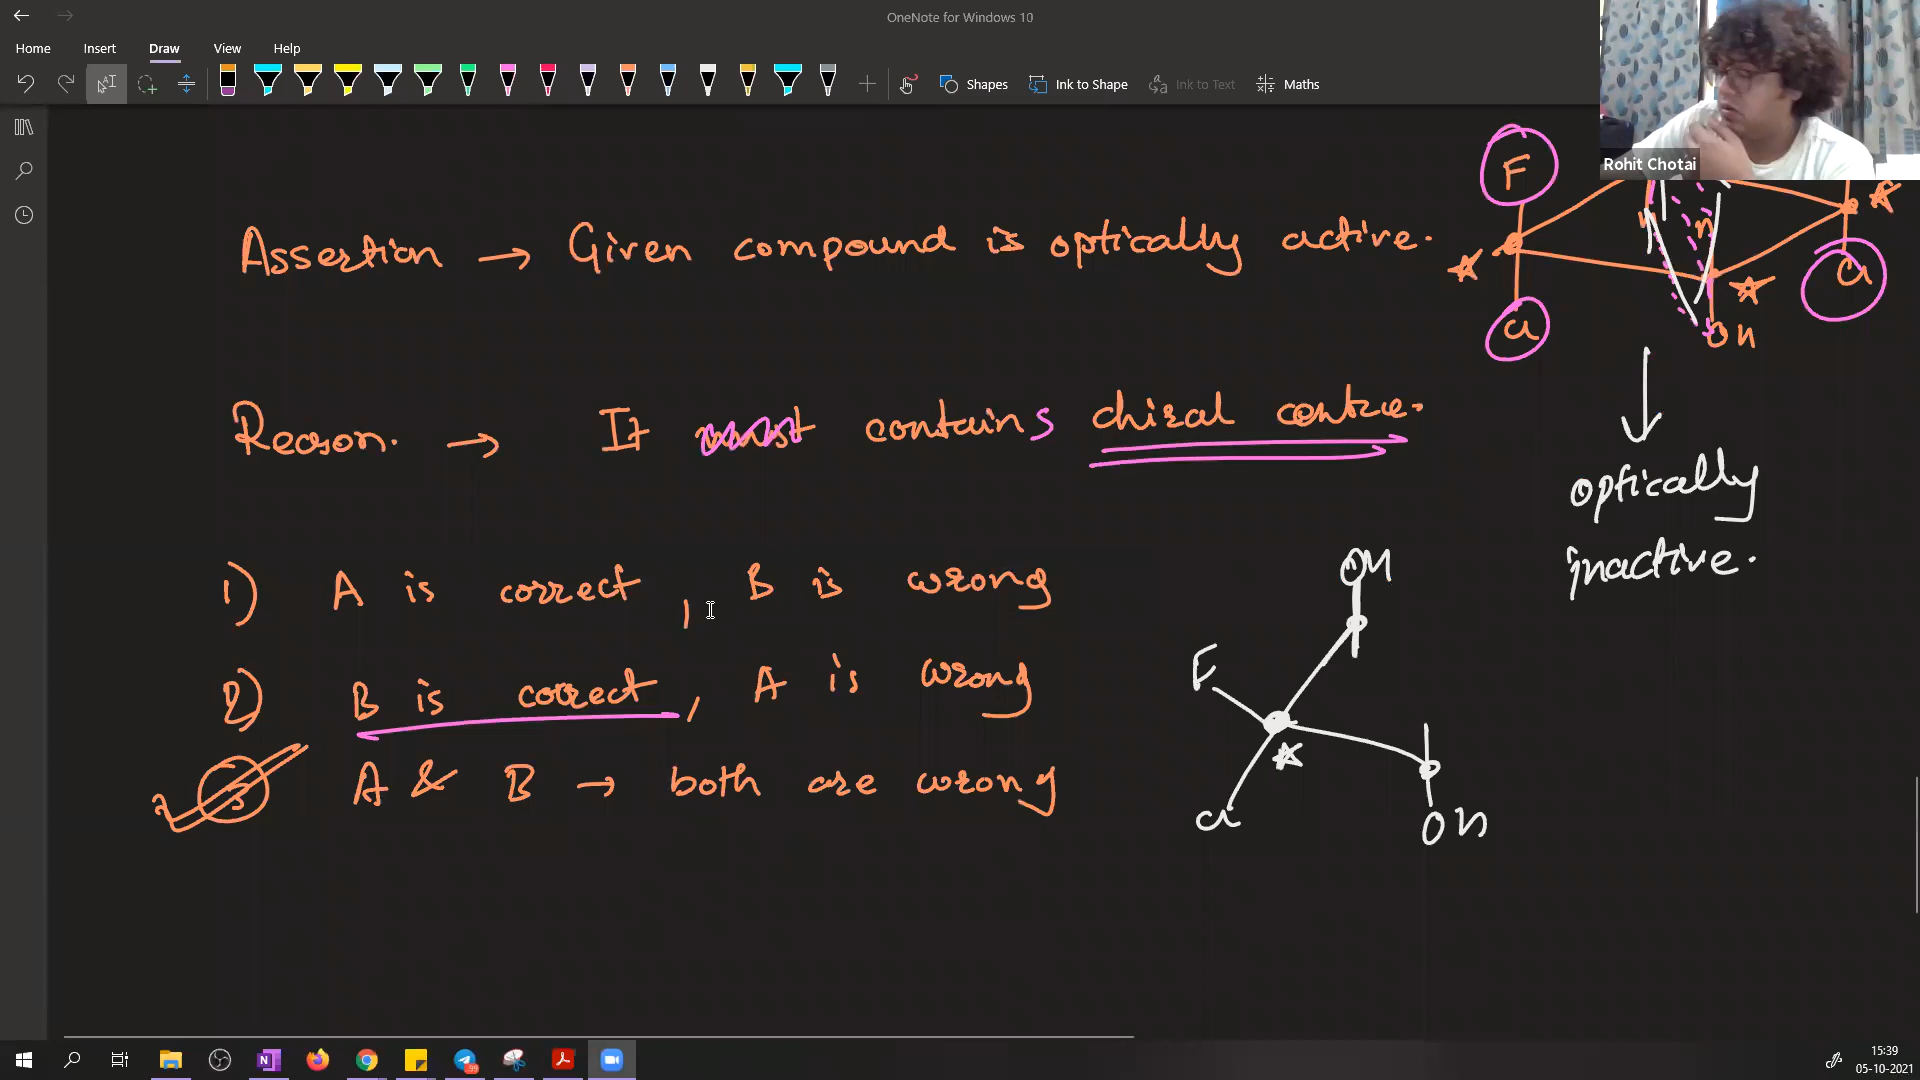 OneNote for Windows 10
Home Insert Draw View Help
Shapes Ink to Shape Ink to Text Maths
Rohit Chotai
F
Assertion → Given compound is optically active.
Cl
Cl
OH
Reason. → It contains chiral centre.
optically
inactive.
1) A is correct, B is wrong
OH
F
2) B is correct, A is wrong
3 A & B → both are wrong
Cl
OH
15:39
05-10-2021